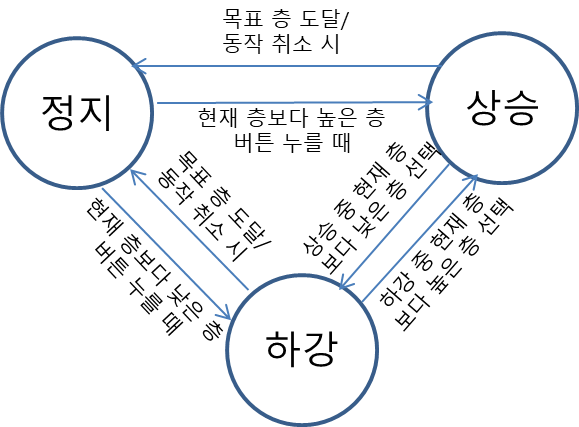 목표 층 도달/
동작 취소 시
정지
상승
현재 층보다 높은 층
버튼 누를 때
목표 층 도달/
동작 취소 시
상승 중 현재 층
보다 낮은 층 선택
현재 층보다 낮은 층
버튼 누를 때
하강 중 현재 층
보다 높은 층 선택
하강